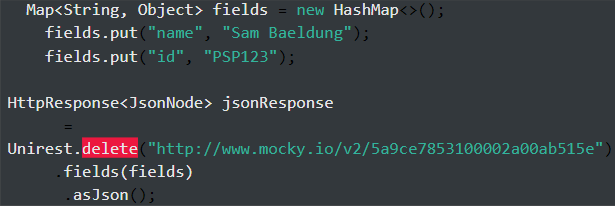 Map<String, Object> fields = new HashMap<>();
fields.put("name", "Sam Baeldung");
fields.put("id", "PSP123");
HttpResponse<JsonNode> jsonResponse
=
Unirest.delete("http://www.mocky.io/v2/5a9ce7853100002a00ab515e")
.fields(fields)
.asJson();